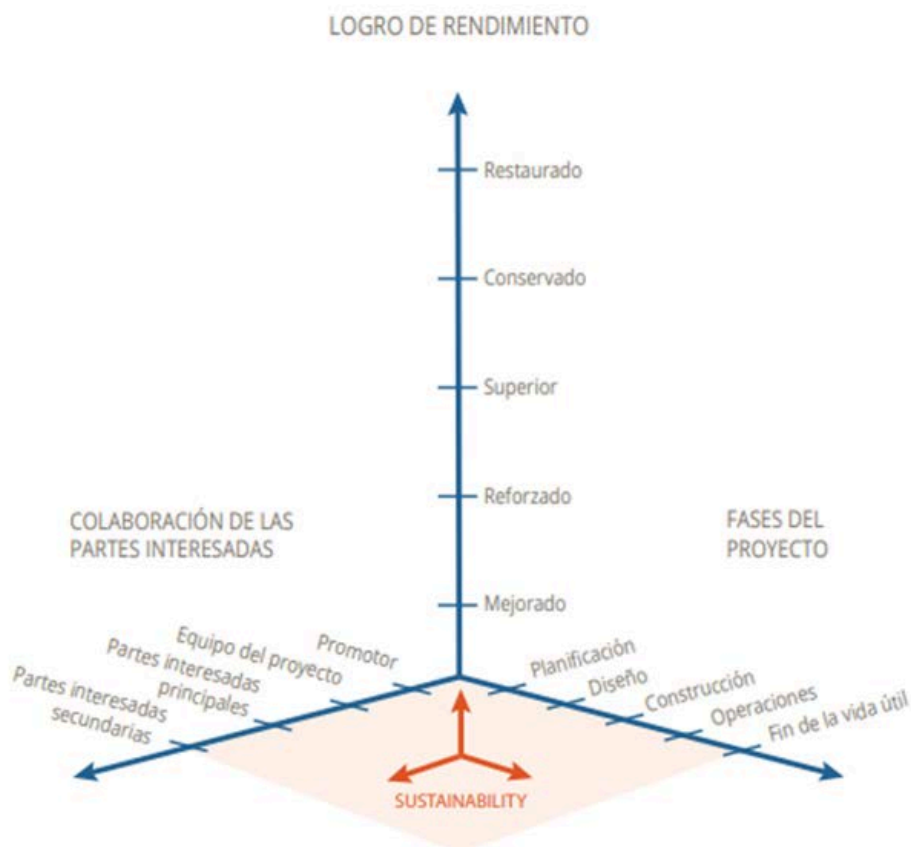 LOGRO DE RENDIMIENTO
Restaurado
Conservado
Superior
Reforzado
Mejorado
COLABORACIÓN DE LAS
PARTES INTERESADAS
Promotor
Equipo del proyecto
Partes interesadas
principales
Partes interesadas
secundarias
FASES DEL
PROYECTO
Planificación
Diseño
Construcción
Operaciones
Fin de la vida útil
SUSTAINABILITY